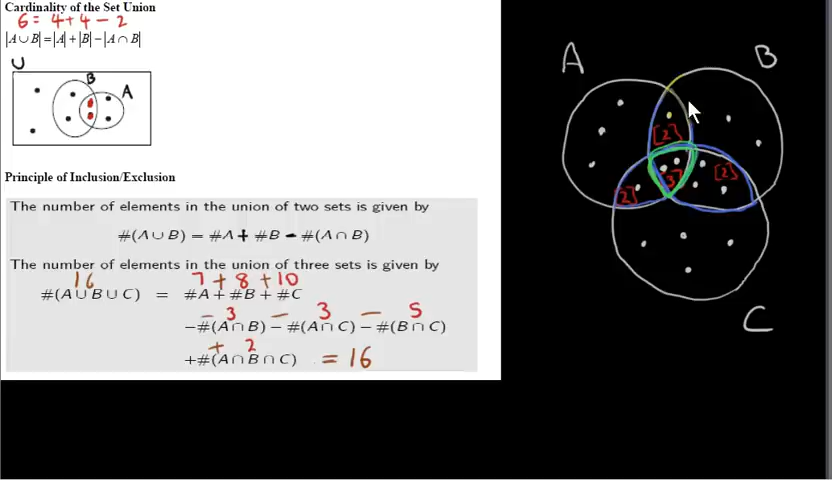 Cardinality of the Set Union
6 = 4 + 4 - 2
|A ∪ B| = |A| + |B| - |A ∩ B|
U
B
A
Principle of Inclusion/Exclusion
The number of elements in the union of two sets is given by
#(A ∪ B) = #A + #B - #(A ∩ B)
The number of elements in the union of three sets is given by
16 7 + 8 + 10
#(A ∪ B ∪ C) = #A + #B + #C
- 3 - 3 - 5
-#(A ∩ B) - #(A ∩ C) - #(B ∩ C)
+ 2
+#(A ∩ B ∩ C) = 16
A
B
[2]
[2]
[3]
[2]
C